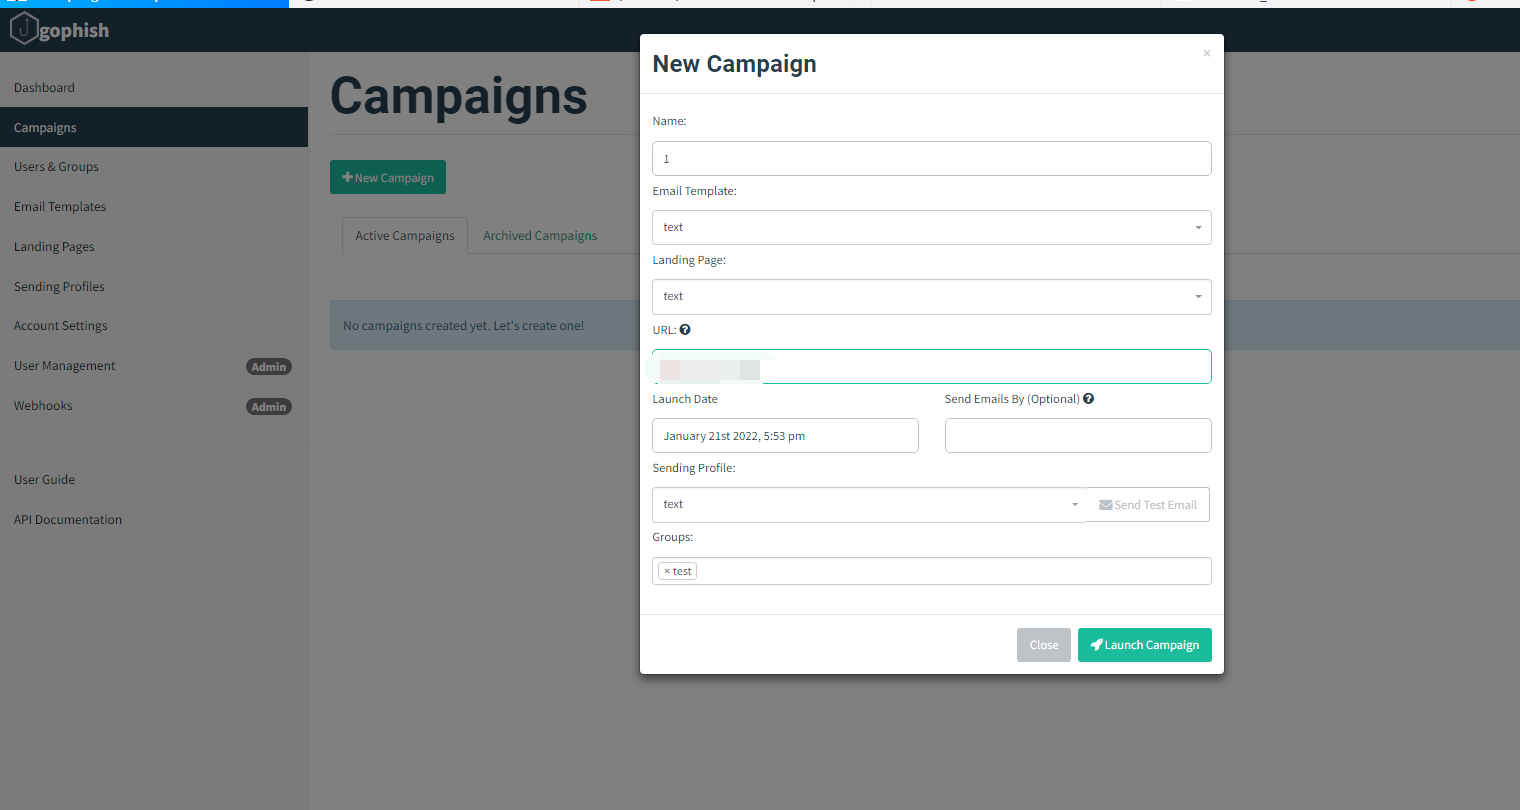 gophish
Dashboard
Campaigns
Users & Groups
Email Templates
Landing Pages
Sending Profiles
Account Settings
User Management Admin
Webhooks Admin
User Guide
API Documentation
Campaigns
New Campaign
Active Campaigns Archived Campaigns
No campaigns created yet. Let's create one!
New Campaign ×
Name:
1
Email Template:
text
Landing Page:
text
URL:
Launch Date Send Emails By (Optional)
January 21st 2022, 5:53 pm
Sending Profile:
text Send Test Email
Groups:
× test
Close Launch Campaign